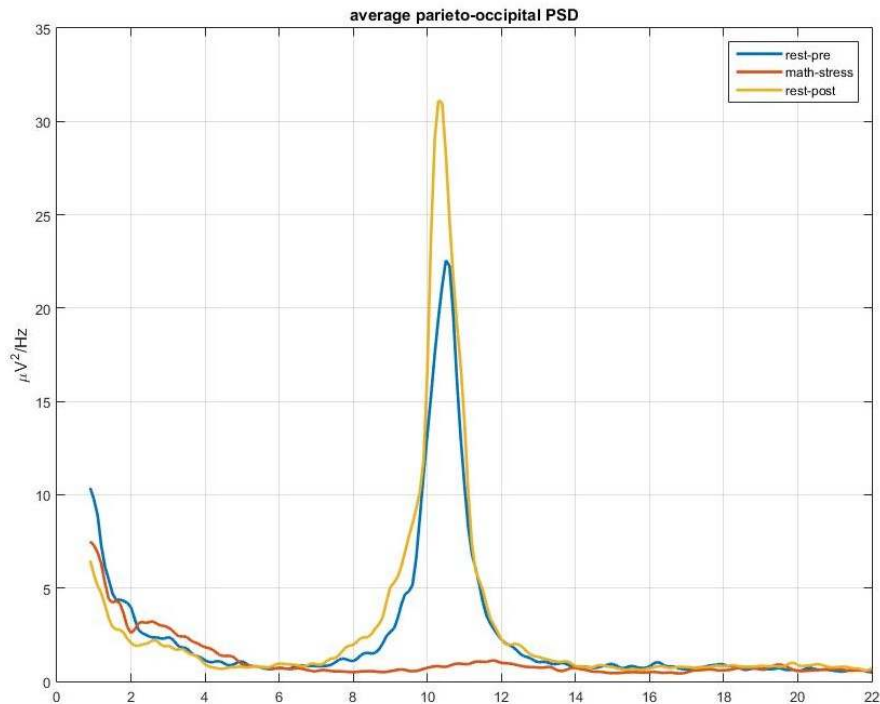 average parieto-occipital PSD
rest-pre
math-stress
rest-post
μV²/Hz
35
30
25
20
15
10
5
0
0 2 4 6 8 10 12 14 16 18 20 22